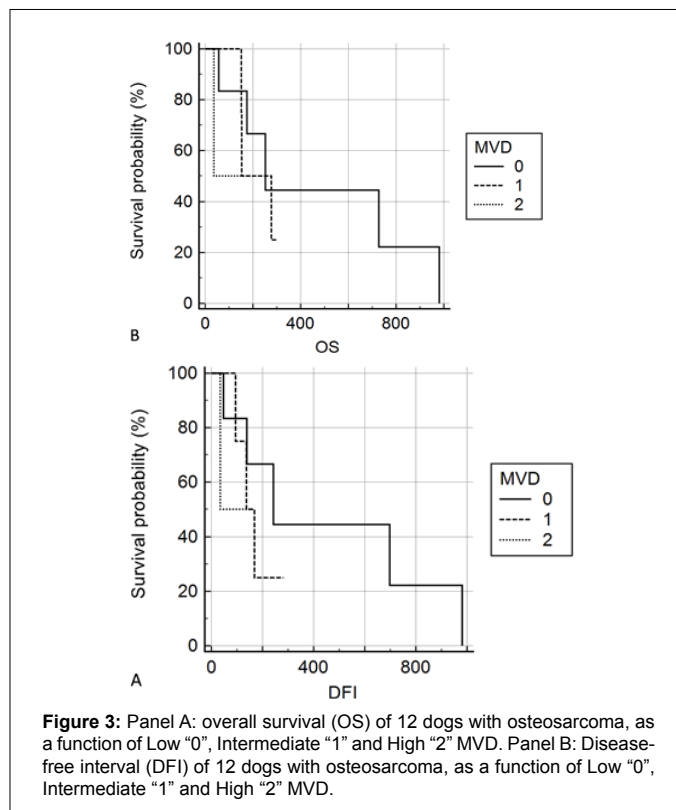 100
80
60
40
20
0
Survival probability (%)
0 400 800
OS
B
MVD
0
1
2
100
80
60
40
20
0
Survival probability (%)
0 400 800
DFI
A
MVD
0
1
2
Figure 3: Panel A: overall survival (OS) of 12 dogs with osteosarcoma, as
a function of Low “0”, Intermediate “1” and High “2” MVD. Panel B: Disease-
free interval (DFI) of 12 dogs with osteosarcoma, as a function of Low “0”,
Intermediate “1” and High “2” MVD.